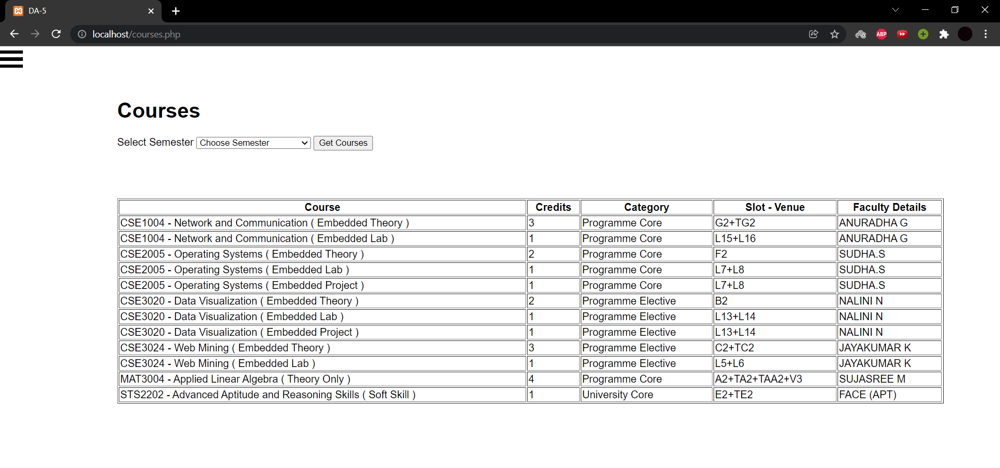 DA-5
localhost/courses.php
ABP
Courses
Select Semester Choose Semester Get Courses
Course Credits Category Slot - Venue Faculty Details
CSE1004 - Network and Communication ( Embedded Theory ) 3 Programme Core G2+TG2 ANURADHA G
CSE1004 - Network and Communication ( Embedded Lab ) 1 Programme Core L15+L16 ANURADHA G
CSE2005 - Operating Systems ( Embedded Theory ) 2 Programme Core F2 SUDHA.S
CSE2005 - Operating Systems ( Embedded Lab ) 1 Programme Core L7+L8 SUDHA.S
CSE2005 - Operating Systems ( Embedded Project ) 1 Programme Core L7+L8 SUDHA.S
CSE3020 - Data Visualization ( Embedded Theory ) 2 Programme Elective B2 NALINI N
CSE3020 - Data Visualization ( Embedded Lab ) 1 Programme Elective L13+L14 NALINI N
CSE3020 - Data Visualization ( Embedded Project ) 1 Programme Elective L13+L14 NALINI N
CSE3024 - Web Mining ( Embedded Theory ) 3 Programme Elective C2+TC2 JAYAKUMAR K
CSE3024 - Web Mining ( Embedded Lab ) 1 Programme Elective L5+L6 JAYAKUMAR K
MAT3004 - Applied Linear Algebra ( Theory Only ) 4 Programme Core A2+TA2+TAA2+V3 SUJASREE M
STS2202 - Advanced Aptitude and Reasoning Skills ( Soft Skill ) 1 University Core E2+TE2 FACE (APT)